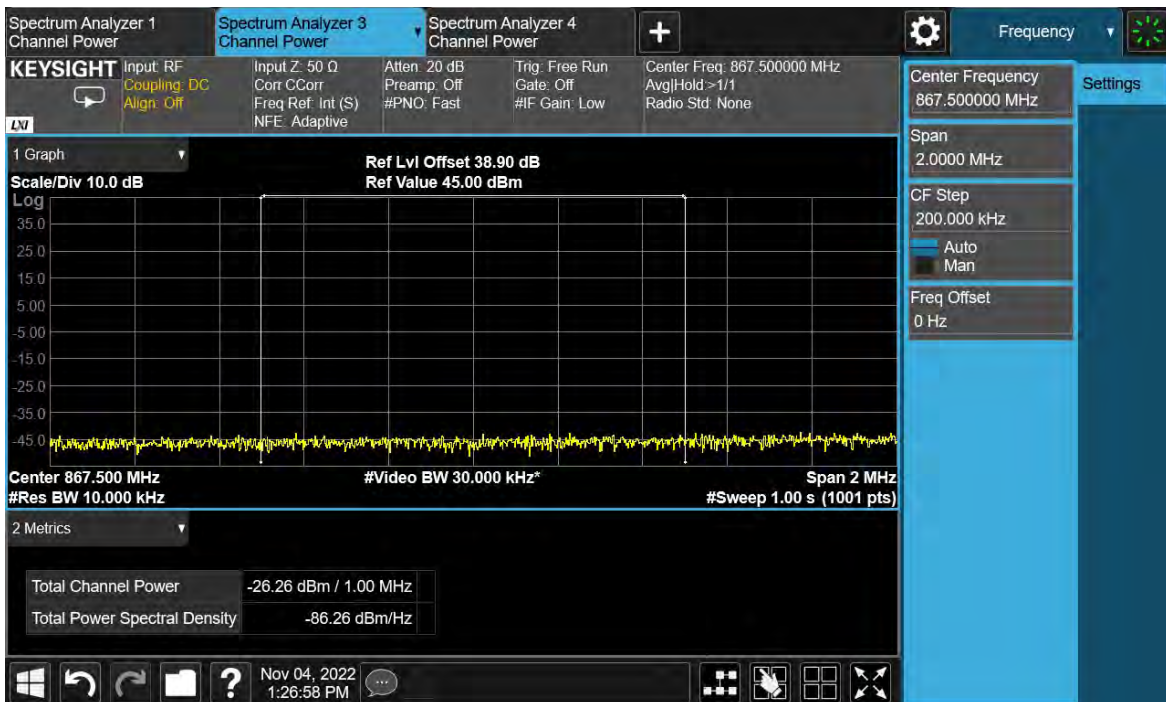 Spectrum Analyzer 1
Channel Power
Spectrum Analyzer 3
Channel Power
Spectrum Analyzer 4
Channel Power
Frequency
KEYSIGHT
LXI
Input: RF
Coupling: DC
Align: Off
Input Z: 50 Ω
Corr CCorr
Freq Ref: Int (S)
NFE: Adaptive
Atten: 20 dB
Preamp: Off
#PNO: Fast
Trig: Free Run
Gate: Off
#IF Gain: Low
Center Freq: 867.500000 MHz
Avg|Hold:>1/1
Radio Std: None
Center Frequency
867.500000 MHz
Settings
Span
2.0000 MHz
CF Step
200.000 kHz
Auto
Man
Freq Offset
0 Hz
1 Graph
Scale/Div 10.0 dB
Ref Lvl Offset 38.90 dB
Ref Value 45.00 dBm
Log
35.0
25.0
15.0
5.00
-5.00
-15.0
-25.0
-35.0
-45.0
Center 867.500 MHz
#Video BW 30.000 kHz*
Span 2 MHz
#Res BW 10.000 kHz
#Sweep 1.00 s (1001 pts)
2 Metrics
Total Channel Power -26.26 dBm / 1.00 MHz
Total Power Spectral Density -86.26 dBm/Hz
Nov 04, 2022
1:26:58 PM